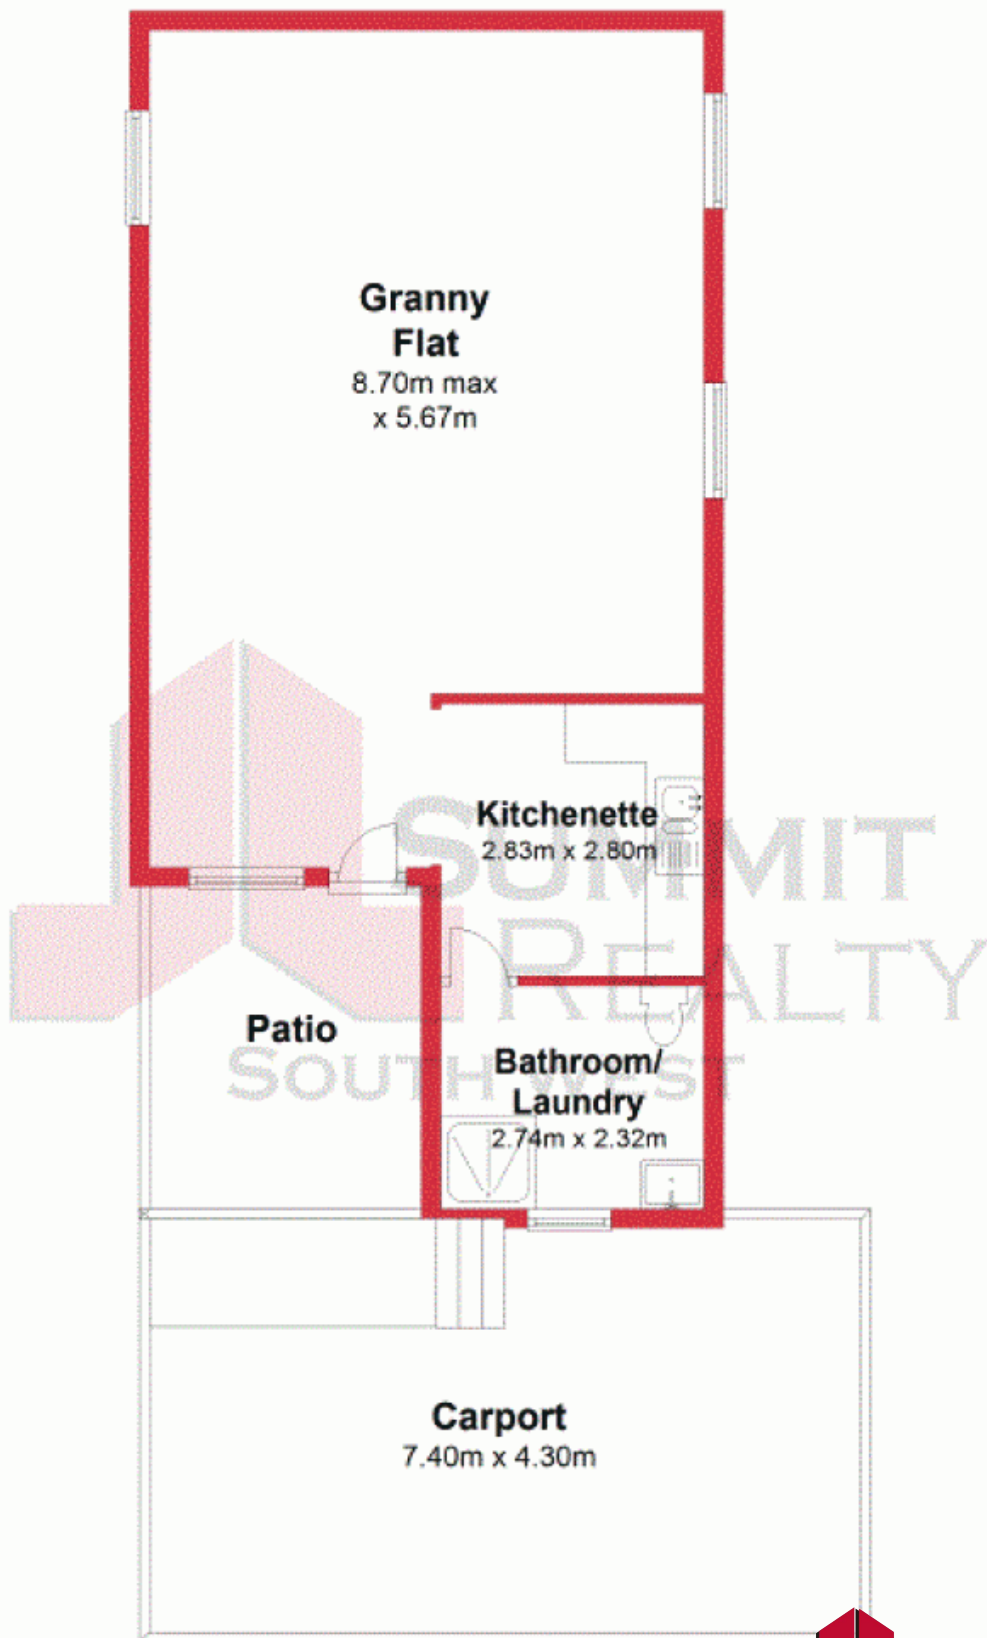 Granny
Flat
8.70m max
x 5.67m
Kitchenette
2.83m x 2.80m
SUMMIT
REALTY
SOUTH WEST
Patio
Bathroom/
Laundry
2.74m x 2.32m
Carport
7.40m x 4.30m